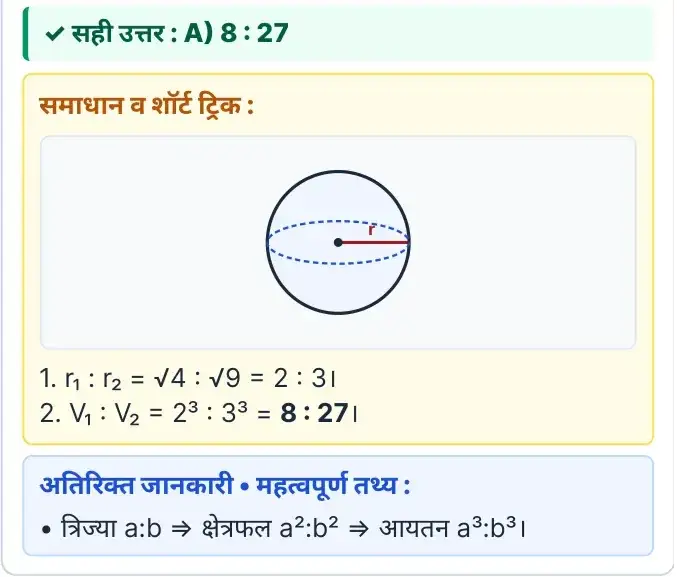 ✓ सही उत्तर : A) 8 : 27
समाधान व शॉर्ट ट्रिक :
r
1. r₁ : r₂ = √4 : √9 = 2 : 3।
2. V₁ : V₂ = 2³ : 3³ = 8 : 27।
अतिरिक्त जानकारी • महत्वपूर्ण तथ्य :
• त्रिज्या a:b ⇒ क्षेत्रफल a²:b² ⇒ आयतन a³:b³।